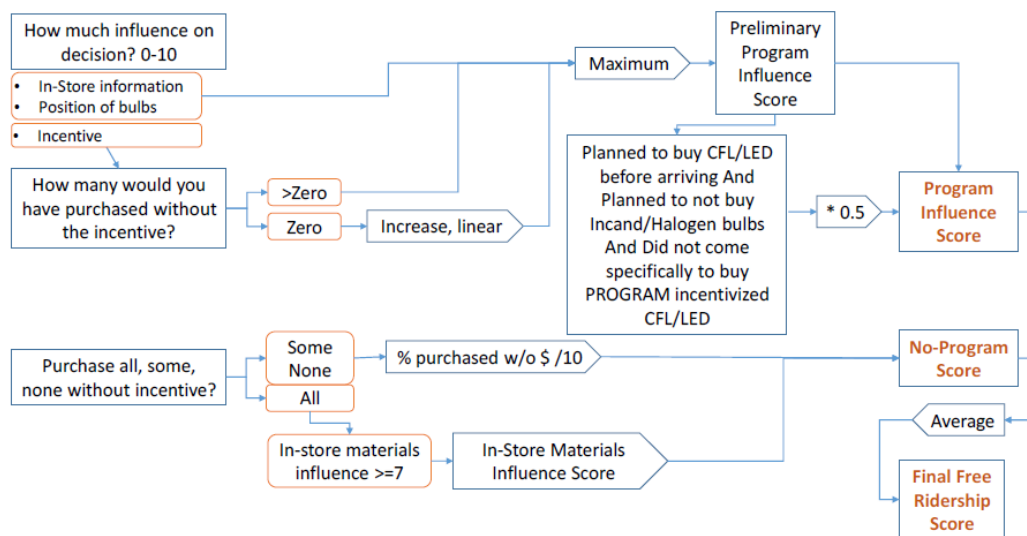 How much influence on
decision? 0-10
• In-Store information
• Position of bulbs
• Incentive
How many would you
have purchased without
the incentive?
>Zero
Zero
Increase, linear
Maximum
Preliminary
Program
Influence
Score
Planned to buy CFL/LED
before arriving And
Planned to not buy
Incand/Halogen bulbs
And Did not come
specifically to buy
PROGRAM incentivized
CFL/LED
* 0.5
Program
Influence
Score
Purchase all, some,
none without incentive?
Some
None
All
% purchased w/o $ /10
In-store materials
influence >=7
In-Store Materials
Influence Score
No-Program
Score
Average
Final Free
Ridership
Score